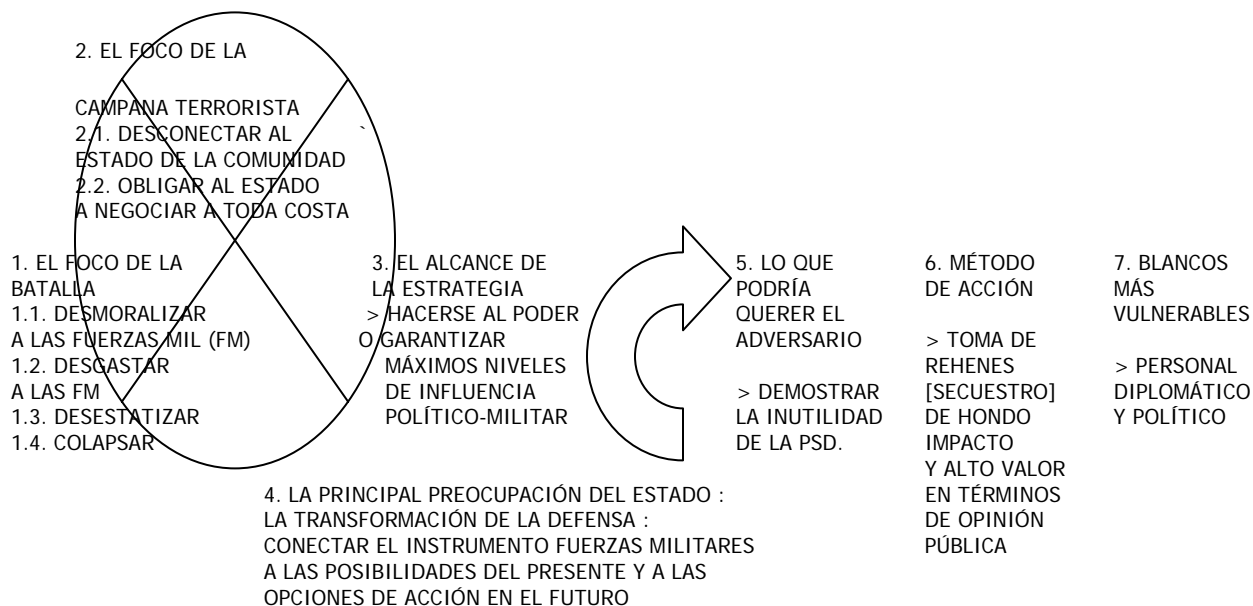 2. EL FOCO DE LA
CAMPANA TERRORISTA
2.1. DESCONECTAR AL `
ESTADO DE LA COMUNIDAD
2.2. OBLIGAR AL ESTADO
A NEGOCIAR A TODA COSTA
1. EL FOCO DE LA
BATALLA
1.1. DESMORALIZAR
A LAS FUERZAS MIL (FM)
1.2. DESGASTAR
A LAS FM
1.3. DESESTATIZAR
1.4. COLAPSAR
3. EL ALCANCE DE
LA ESTRATEGIA
> HACERSE AL PODER
O GARANTIZAR
MÁXIMOS NIVELES
DE INFLUENCIA
POLÍTICO-MILITAR
4. LA PRINCIPAL PREOCUPACIÓN DEL ESTADO :
LA TRANSFORMACIÓN DE LA DEFENSA :
CONECTAR EL INSTRUMENTO FUERZAS MILITARES
A LAS POSIBILIDADES DEL PRESENTE Y A LAS
OPCIONES DE ACCIÓN EN EL FUTURO
5. LO QUE
PODRÍA
QUERER EL
ADVERSARIO
> DEMOSTRAR
LA INUTILIDAD
DE LA PSD.
6. MÉTODO
DE ACCIÓN
> TOMA DE
REHENES
[SECUESTRO]
DE HONDO
IMPACTO
Y ALTO VALOR
EN TÉRMINOS
DE OPINIÓN
PÚBLICA
7. BLANCOS
MÁS
VULNERABLES
> PERSONAL
DIPLOMÁTICO
Y POLÍTICO